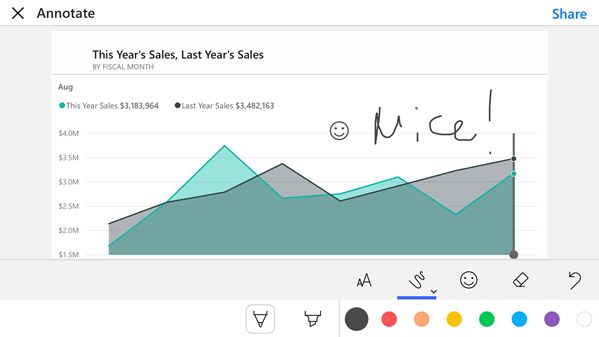 Annotate
Share
This Year's Sales, Last Year's Sales
BY FISCAL MONTH
Aug
This Year Sales $3,183,964 Last Year Sales $3,482,163
Nice!
$4.0M
$3.5M
$3.0M
$2.5M
$2.0M
$1.5M
AA